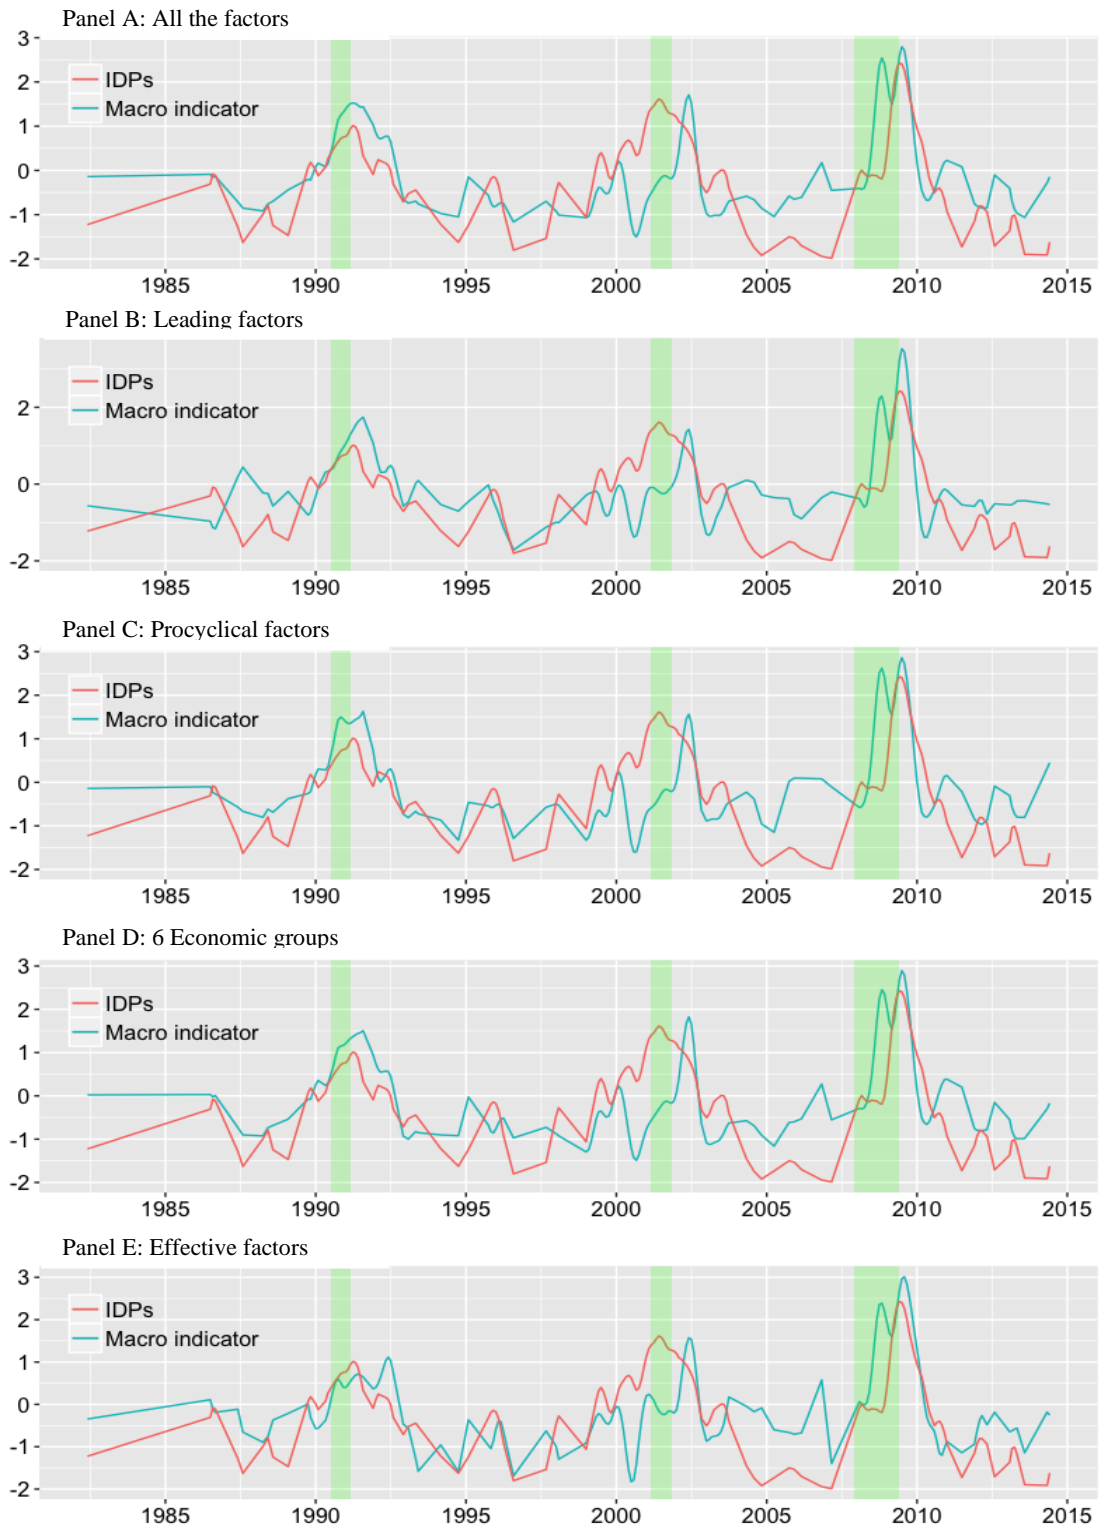 Panel A: All the factors
3
2
1
0
-1
-2
IDPs
Macro indicator
1985 1990 1995 2000 2005 2010 2015
Panel B: Leading factors
2
0
-2
IDPs
Macro indicator
1985 1990 1995 2000 2005 2010 2015
Panel C: Procyclical factors
3
2
1
0
-1
-2
IDPs
Macro indicator
1985 1990 1995 2000 2005 2010 2015
Panel D: 6 Economic groups
3
2
1
0
-1
-2
IDPs
Macro indicator
1985 1990 1995 2000 2005 2010 2015
Panel E: Effective factors
3
2
1
0
-1
-2
IDPs
Macro indicator
1985 1990 1995 2000 2005 2010 2015